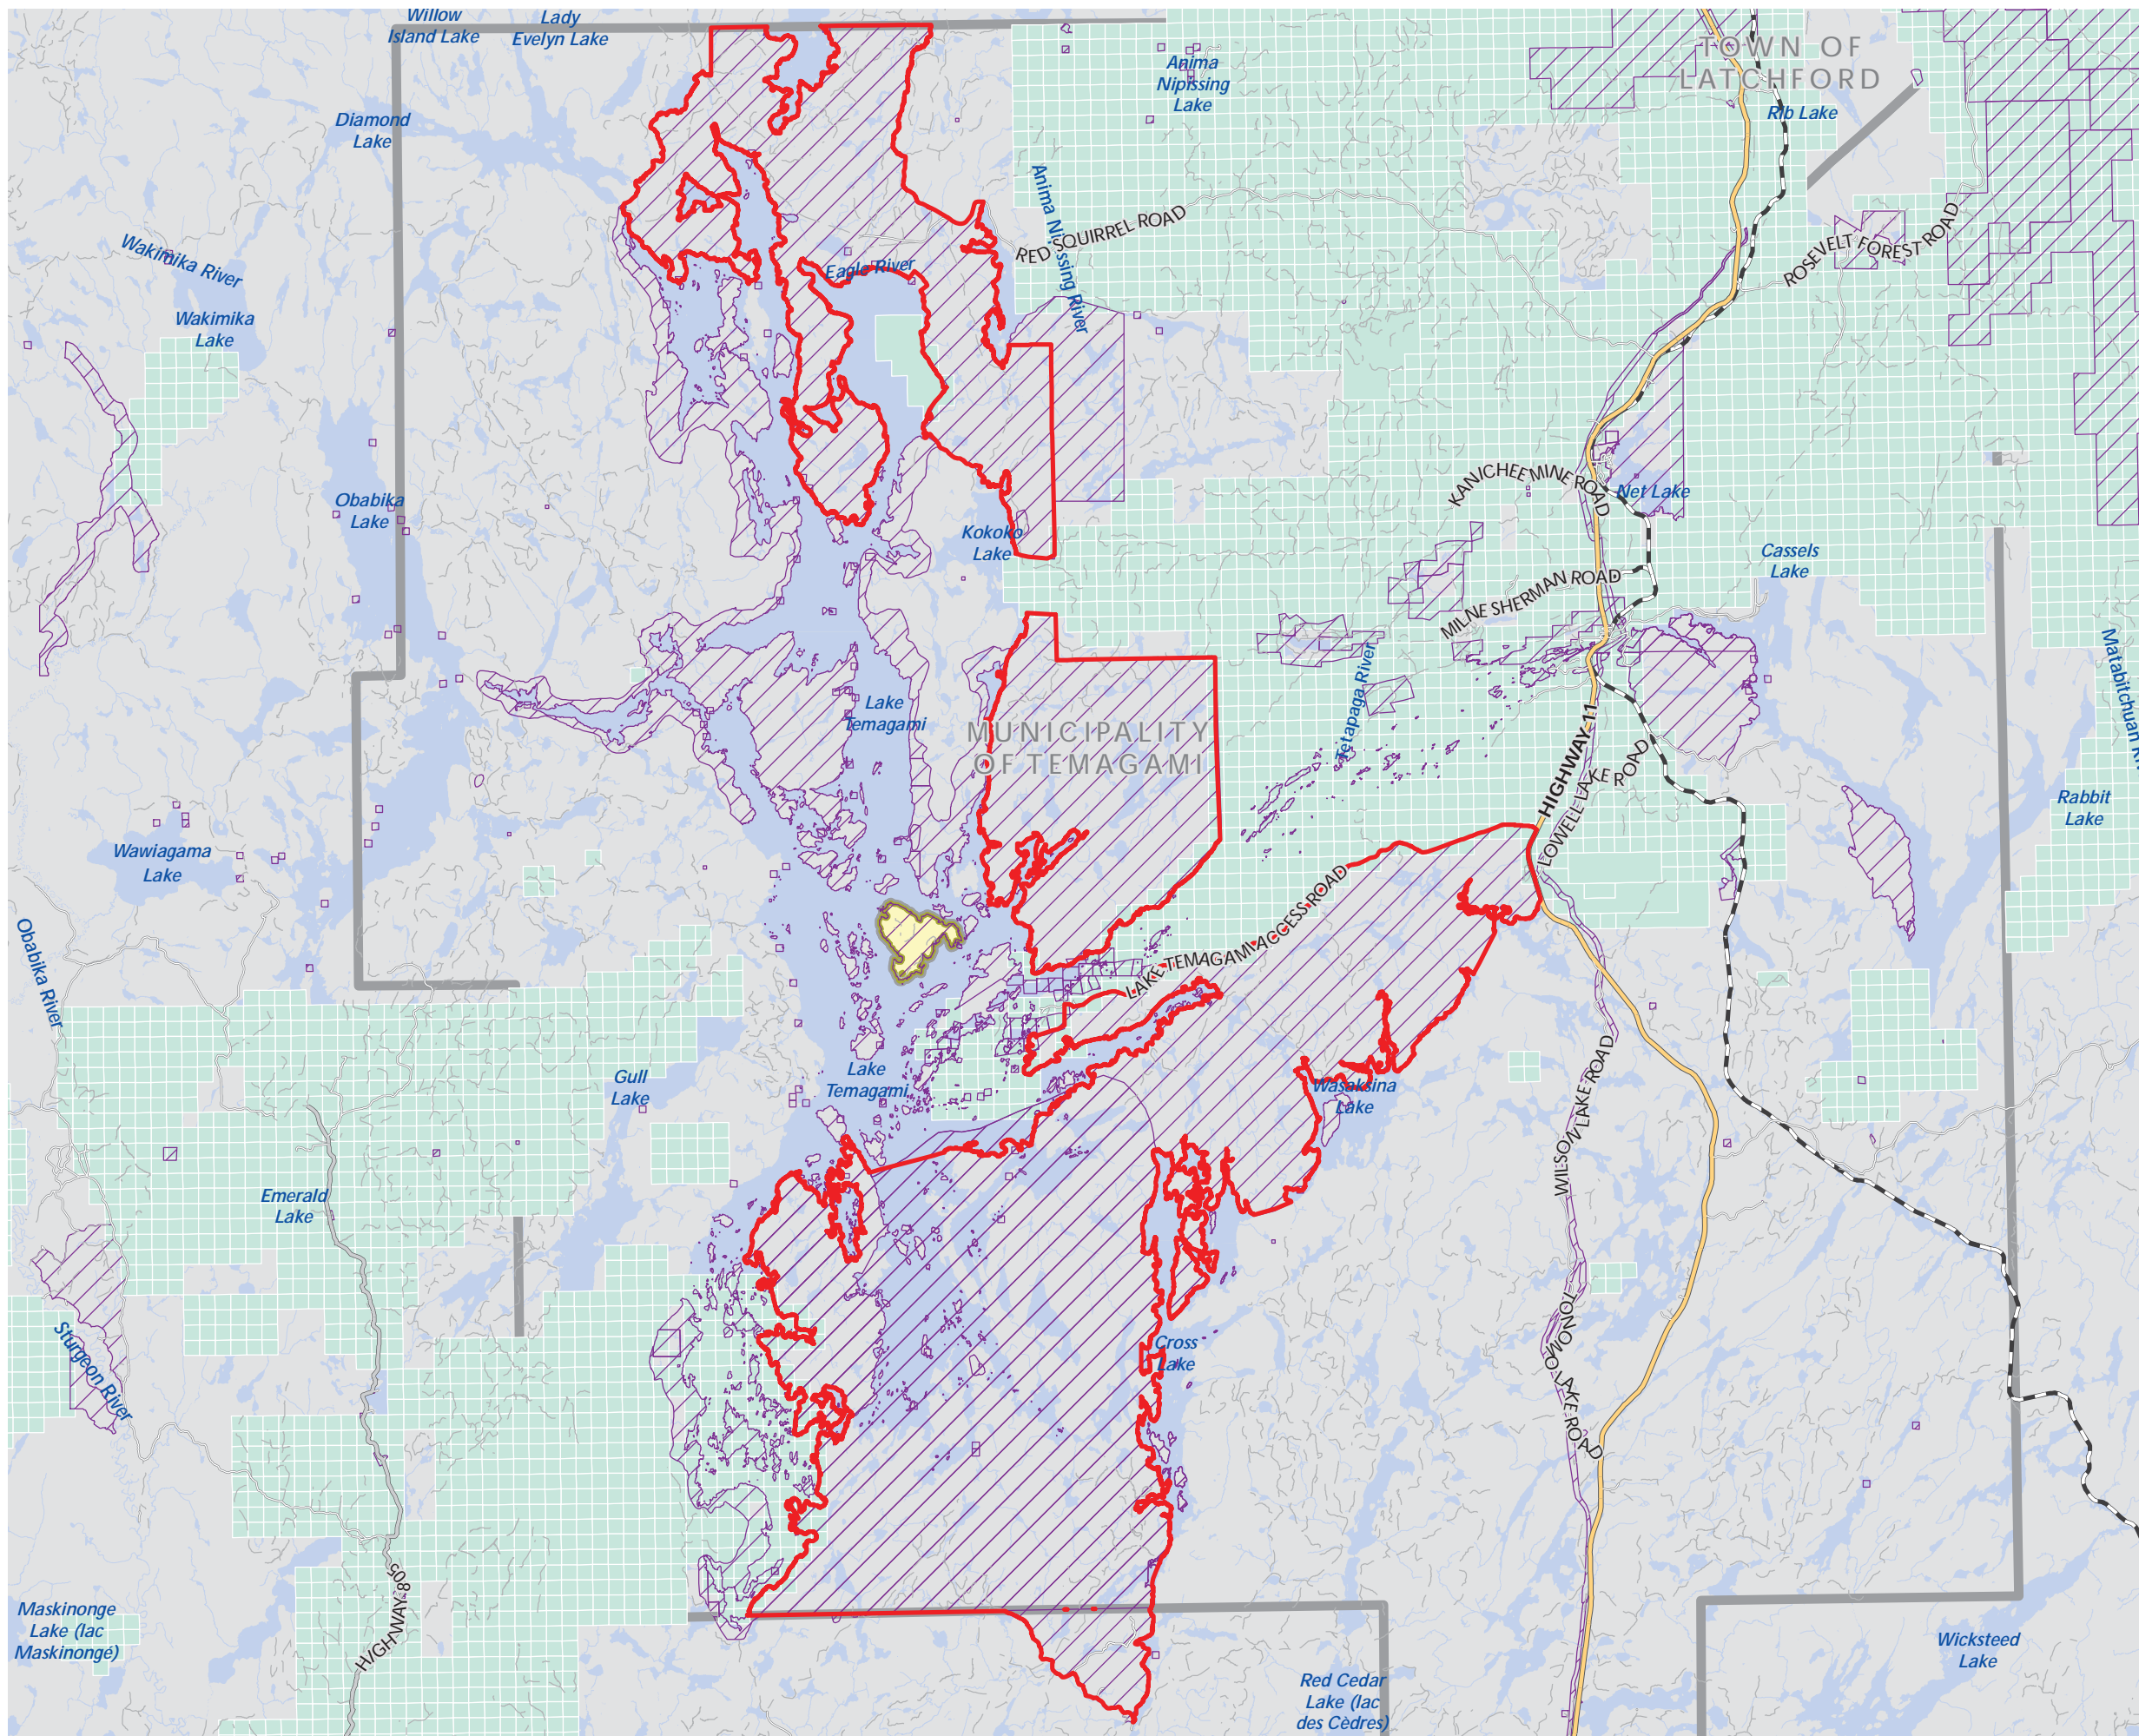 Willow
Island Lake
Lady
Evelyn Lake
Anima
Nipissing
Lake
TOWN OF
LATCHFORD
Rib Lake
Diamond
Lake
Anima Nipissing River
RED SQUIRREL ROAD
ROSEVELT FOREST ROAD
Wakimika River
Eagle River
Wakimika
Lake
Obabika
Lake
KANICHEE MINE ROAD
Net Lake
Kokoko
Lake
Cassels
Lake
MILNE SHERMAN ROAD
Matabitchuan
Tetapaga River
Lake
Temagami
MUNICIPALITY
OF TEMAGAMI
HIGHWAY 11
LOWELL LAKE ROAD
Rabbit
Lake
Wawiagama
Lake
LAKE TEMAGAMI ACCESS ROAD
Obabika River
Lake
Temagami
Gull
Lake
Wasaksina
Lake
WILSON LAKE ROAD
Emerald
Lake
Sturgeon River
Cross
Lake
TONOMO LAKE ROAD
HIGHWAY 805
Maskinonge
Lake (lac
Maskinongé)
Red Cedar
Lake (lac
des Cèdres)
Wicksteed
Lake